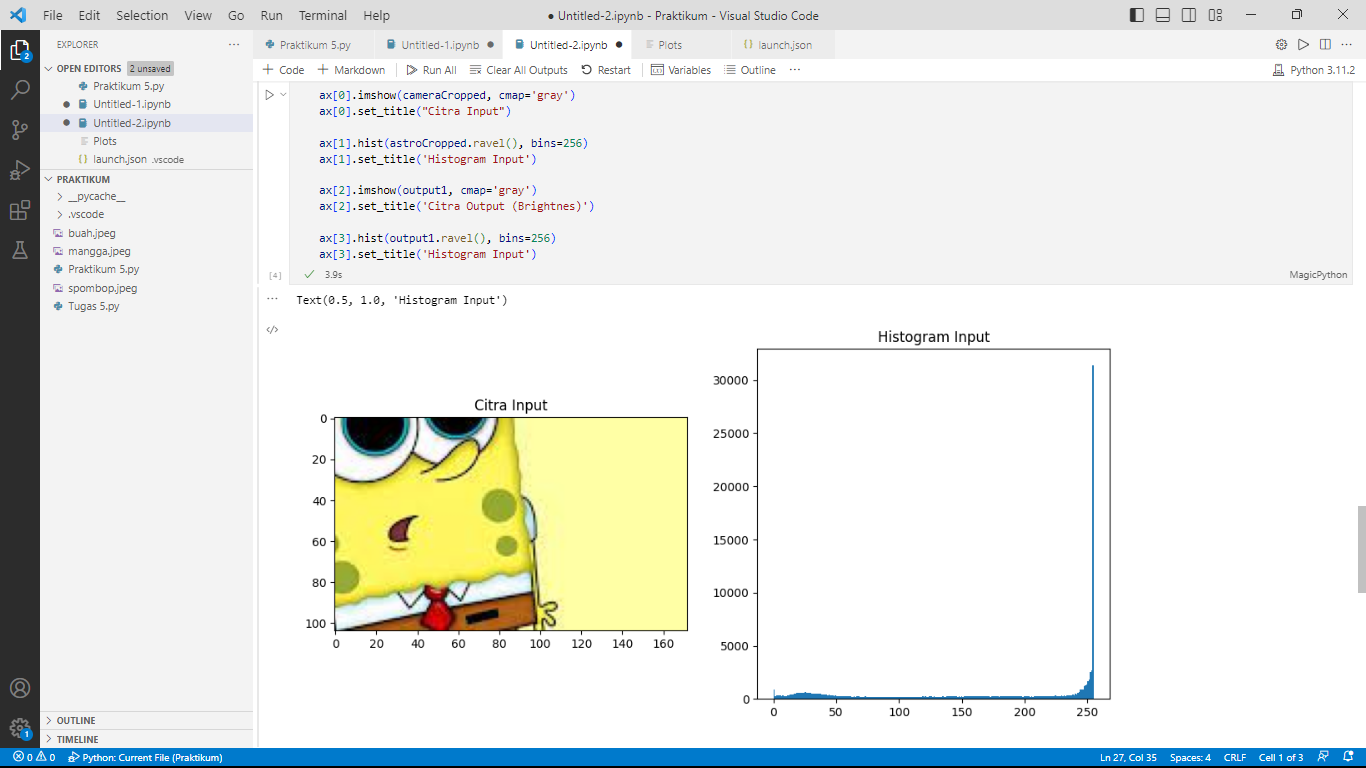 File Edit Selection View Go Run Terminal Help
● Untitled-2.ipynb - Praktikum - Visual Studio Code
EXPLORER ···
OPEN EDITORS 2 unsaved
Praktikum 5.py
● Untitled-1.ipynb
● Untitled-2.ipynb
Plots
{} launch.json .vscode
PRAKTIKUM
__pycache__
.vscode
buah.jpeg
mangga.jpeg
Praktikum 5.py
spombop.jpeg
Tugas 5.py
OUTLINE
TIMELINE
2
1
Praktikum 5.py Untitled-1.ipynb ● Untitled-2.ipynb ● Plots {} launch.json
+ Code + Markdown Run All Clear All Outputs Restart Variables Outline ··· Python 3.11.2
ax[0].imshow(cameraCropped, cmap='gray')
ax[0].set_title("Citra Input")
ax[1].hist(astroCropped.ravel(), bins=256)
ax[1].set_title('Histogram Input')
ax[2].imshow(output1, cmap='gray')
ax[2].set_title('Citra Output (Brightnes)')
ax[3].hist(output1.ravel(), bins=256)
ax[3].set_title('Histogram Input')
[4] ✓ 3.9s MagicPython
··· Text(0.5, 1.0, 'Histogram Input')
</>
Citra Input
0
20
40
60
80
100
0 20 40 60 80 100 120 140 160
Histogram Input
30000
25000
20000
15000
10000
5000
0
0 50 100 150 200 250
0 0 Python: Current File (Praktikum) Ln 27, Col 35 Spaces: 4 CRLF Cell 1 of 3